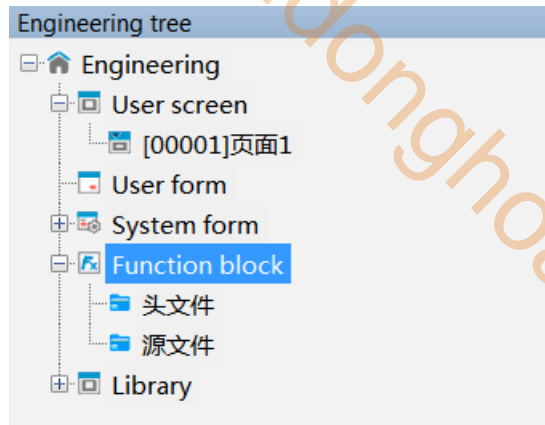 Engineering tree
Engineering
User screen
[00001]页面1
User form
System form
Function block
头文件
源文件
Library